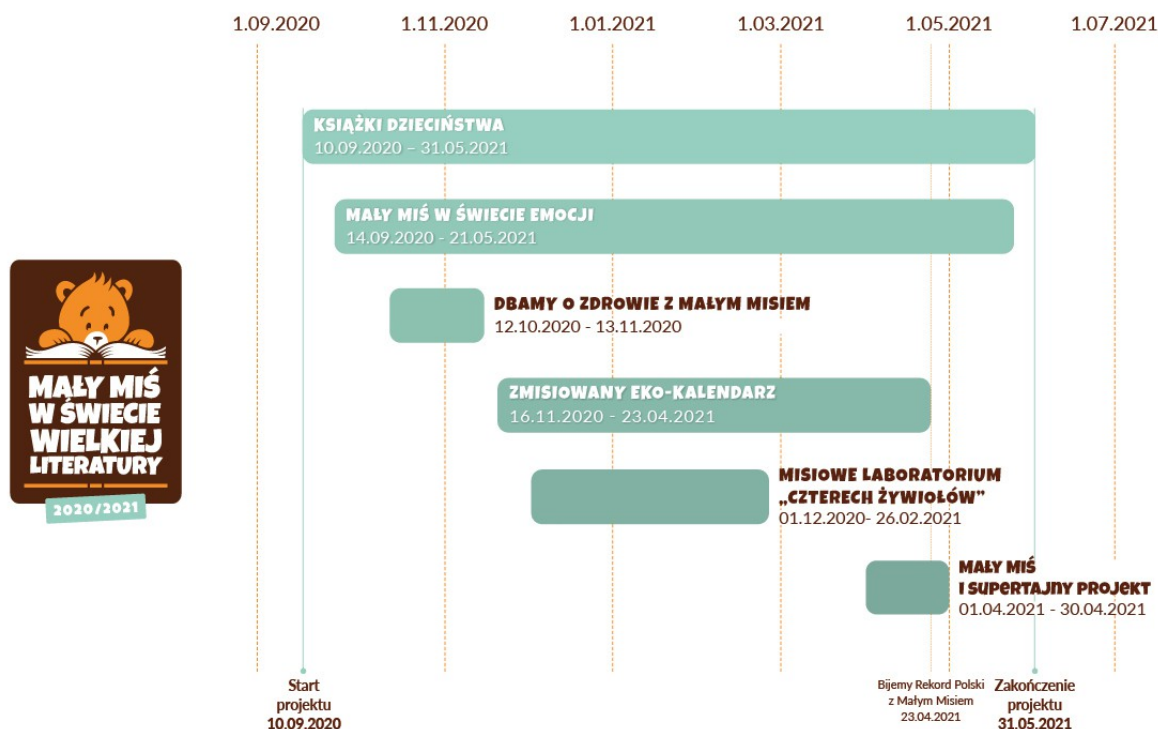 1.09.2020 1.11.2020 1.01.2021 1.03.2021 1.05.2021 1.07.2021
KSIĄŻKI DZIECIŃSTWA
10.09.2020 – 31.05.2021
MAŁY MIŚ W ŚWIECIE EMOCJI
14.09.2020 - 21.05.2021
DBAMY O ZDROWIE Z MAŁYM MISIEM
12.10.2020 - 13.11.2020
ZMISIOWANY EKO-KALENDARZ
16.11.2020 - 23.04.2021
MISIOWE LABORATORIUM
„CZTERECH ŻYWIOŁÓW”
01.12.2020- 26.02.2021
MAŁY MIŚ
I SUPERTAJNY PROJEKT
01.04.2021 - 30.04.2021
MAŁY MIŚ
W ŚWIECIE
WIELKIEJ
LITERATURY
2020/2021
Start
projektu
10.09.2020
Bijemy Rekord Polski
z Małym Misiem
23.04.2021
Zakończenie
projektu
31.05.2021